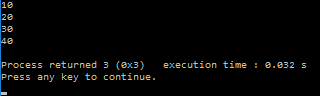 10
20
30
40
Process returned 3 (0x3)   execution time : 0.032 s
Press any key to continue.